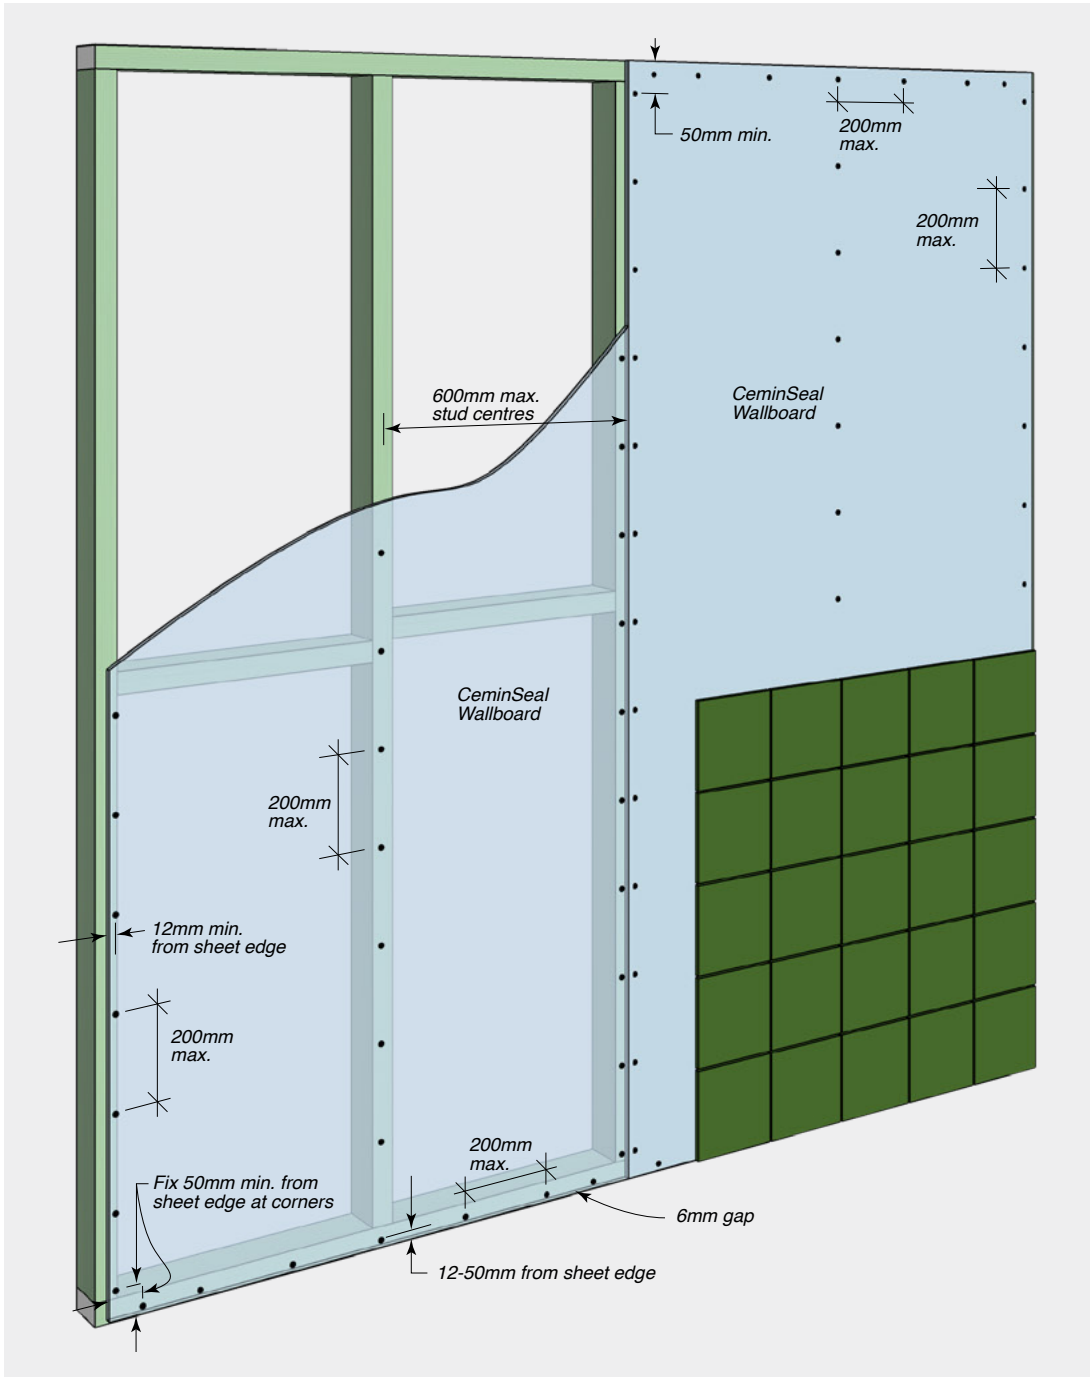 50mm min.
200mm
max.
200mm
max.
600mm max.
stud centres
CeminSeal
Wallboard
CeminSeal
Wallboard
200mm
max.
12mm min.
from sheet edge
200mm
max.
200mm
max.
Fix 50mm min. from
sheet edge at corners
6mm gap
12-50mm from sheet edge